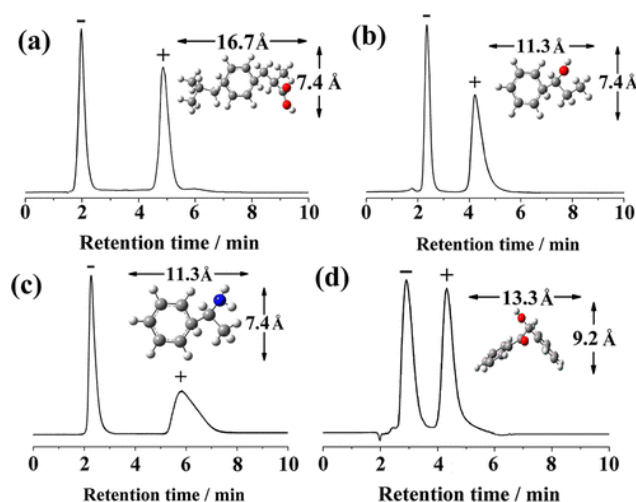 (a)
-
+
16.7Å
7.4 Å
0 2 4 6 8 10
Retention time / min
(b)
-
+
11.3Å
7.4Å
0 2 4 6 8 10
Retention time / min
(c)
-
+
11.3Å
7.4Å
0 2 4 6 8 10
Retention time / min
(d)
-
+
13.3Å
9.2 Å
0 2 4 6 8 10
Retention time / min